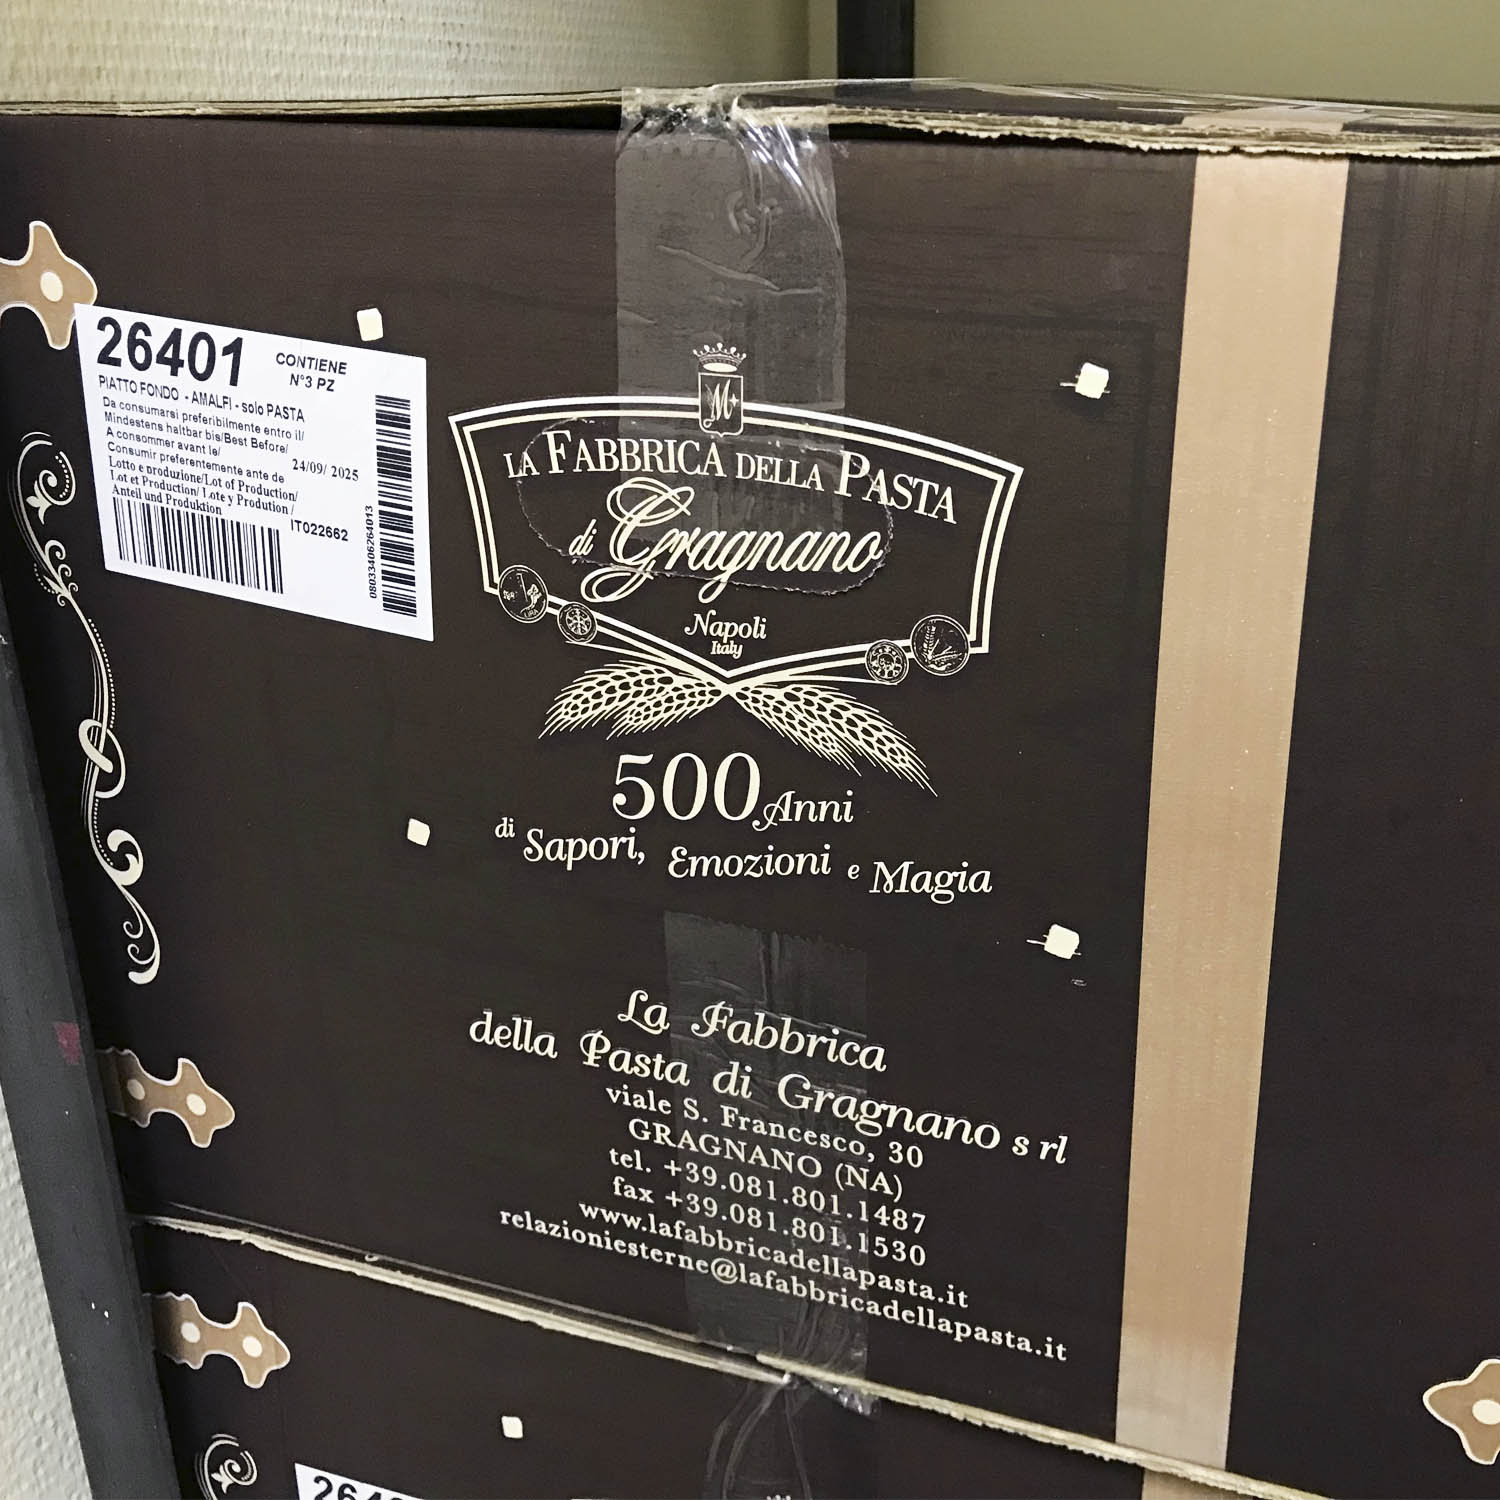 26401
CONTIENE
N°3 PZ
PIATTO FONDO - AMALFI - solo PASTA
Da consumarsi preferibilmente entro il/
Mindestens haltbar bis/Best Before/
A consommer avant le/
Consumir preferentemente ante de 24/09/ 2025
Lotto e produzione/Lot of Production/
Lot et Production/ Lote y Prodution /
Anteil und Produktion IT022662
08033406264013
M
LA FABBRICA DELLA PASTA
di Gragnano
Napoli
Italy
500 Anni
di Sapori, Emozioni e Magia
La Fabbrica
della Pasta di Gragnano s rl
viale S. Francesco, 30
GRAGNANO (NA)
tel. +39.081.801.1487
fax +39.081.801.1530
www.lafabbricadellapasta.it
relazioniesterne@lafabbricadellapasta.it